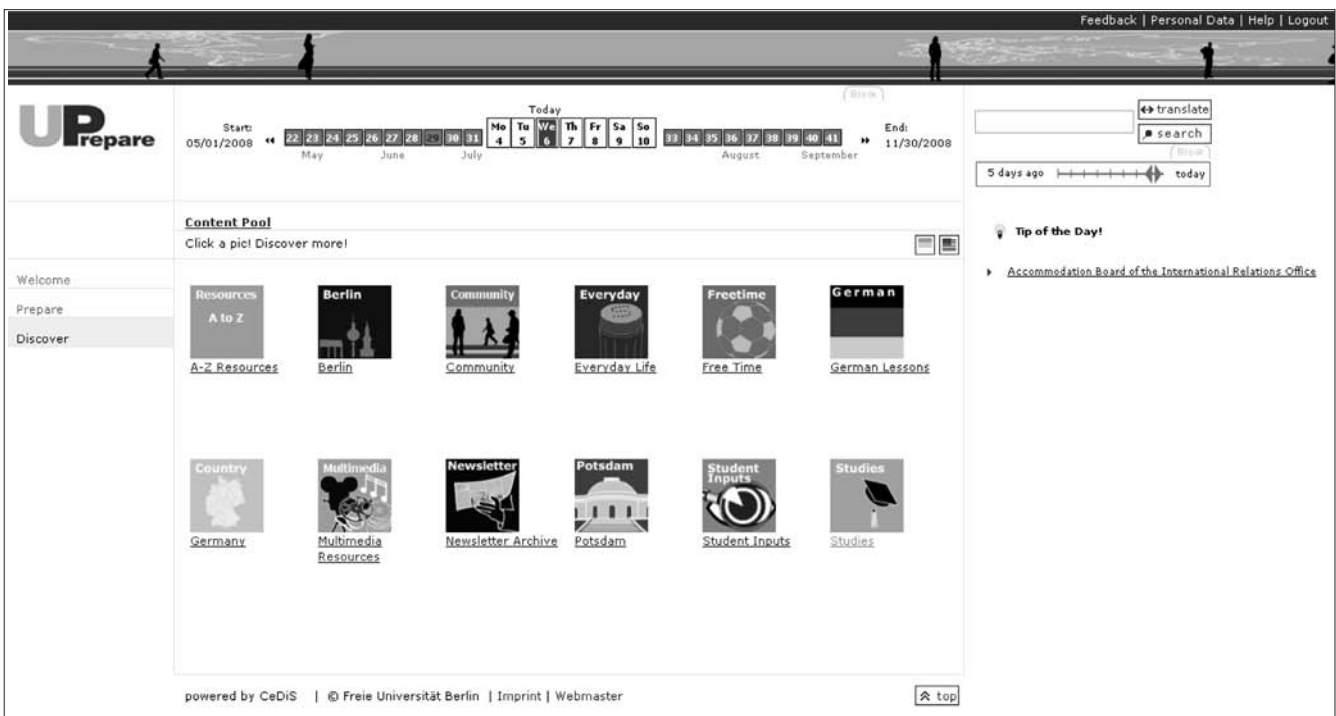 Feedback | Personal Data | Help | Logout
UPrepare
Start:
05/01/2008
22 23 24 25 26 27 28 29 30 31
May June July
Today
Mo Tu We Th Fr Sa So
4 5 6 7 8 9 10
33 34 35 36 37 38 39 40 41
August September
End:
11/30/2008
Block
translate
search
Block
5 days ago today
Content Pool
Click a pic! Discover more!
Tip of the Day!
Accommodation Board of the International Relations Office
Welcome
Prepare
Discover
Resources
A to Z
A-Z Resources
Berlin
Berlin
Community
Community
Everyday
Everyday Life
Freetime
Free Time
German
German Lessons
Country
Germany
Multimedia
Multimedia
Resources
Newsletter
Newsletter Archive
Potsdam
Potsdam
Student
Inputs
Student Inputs
Studies
Studies
powered by CeDiS | © Freie Universität Berlin | Imprint | Webmaster
top